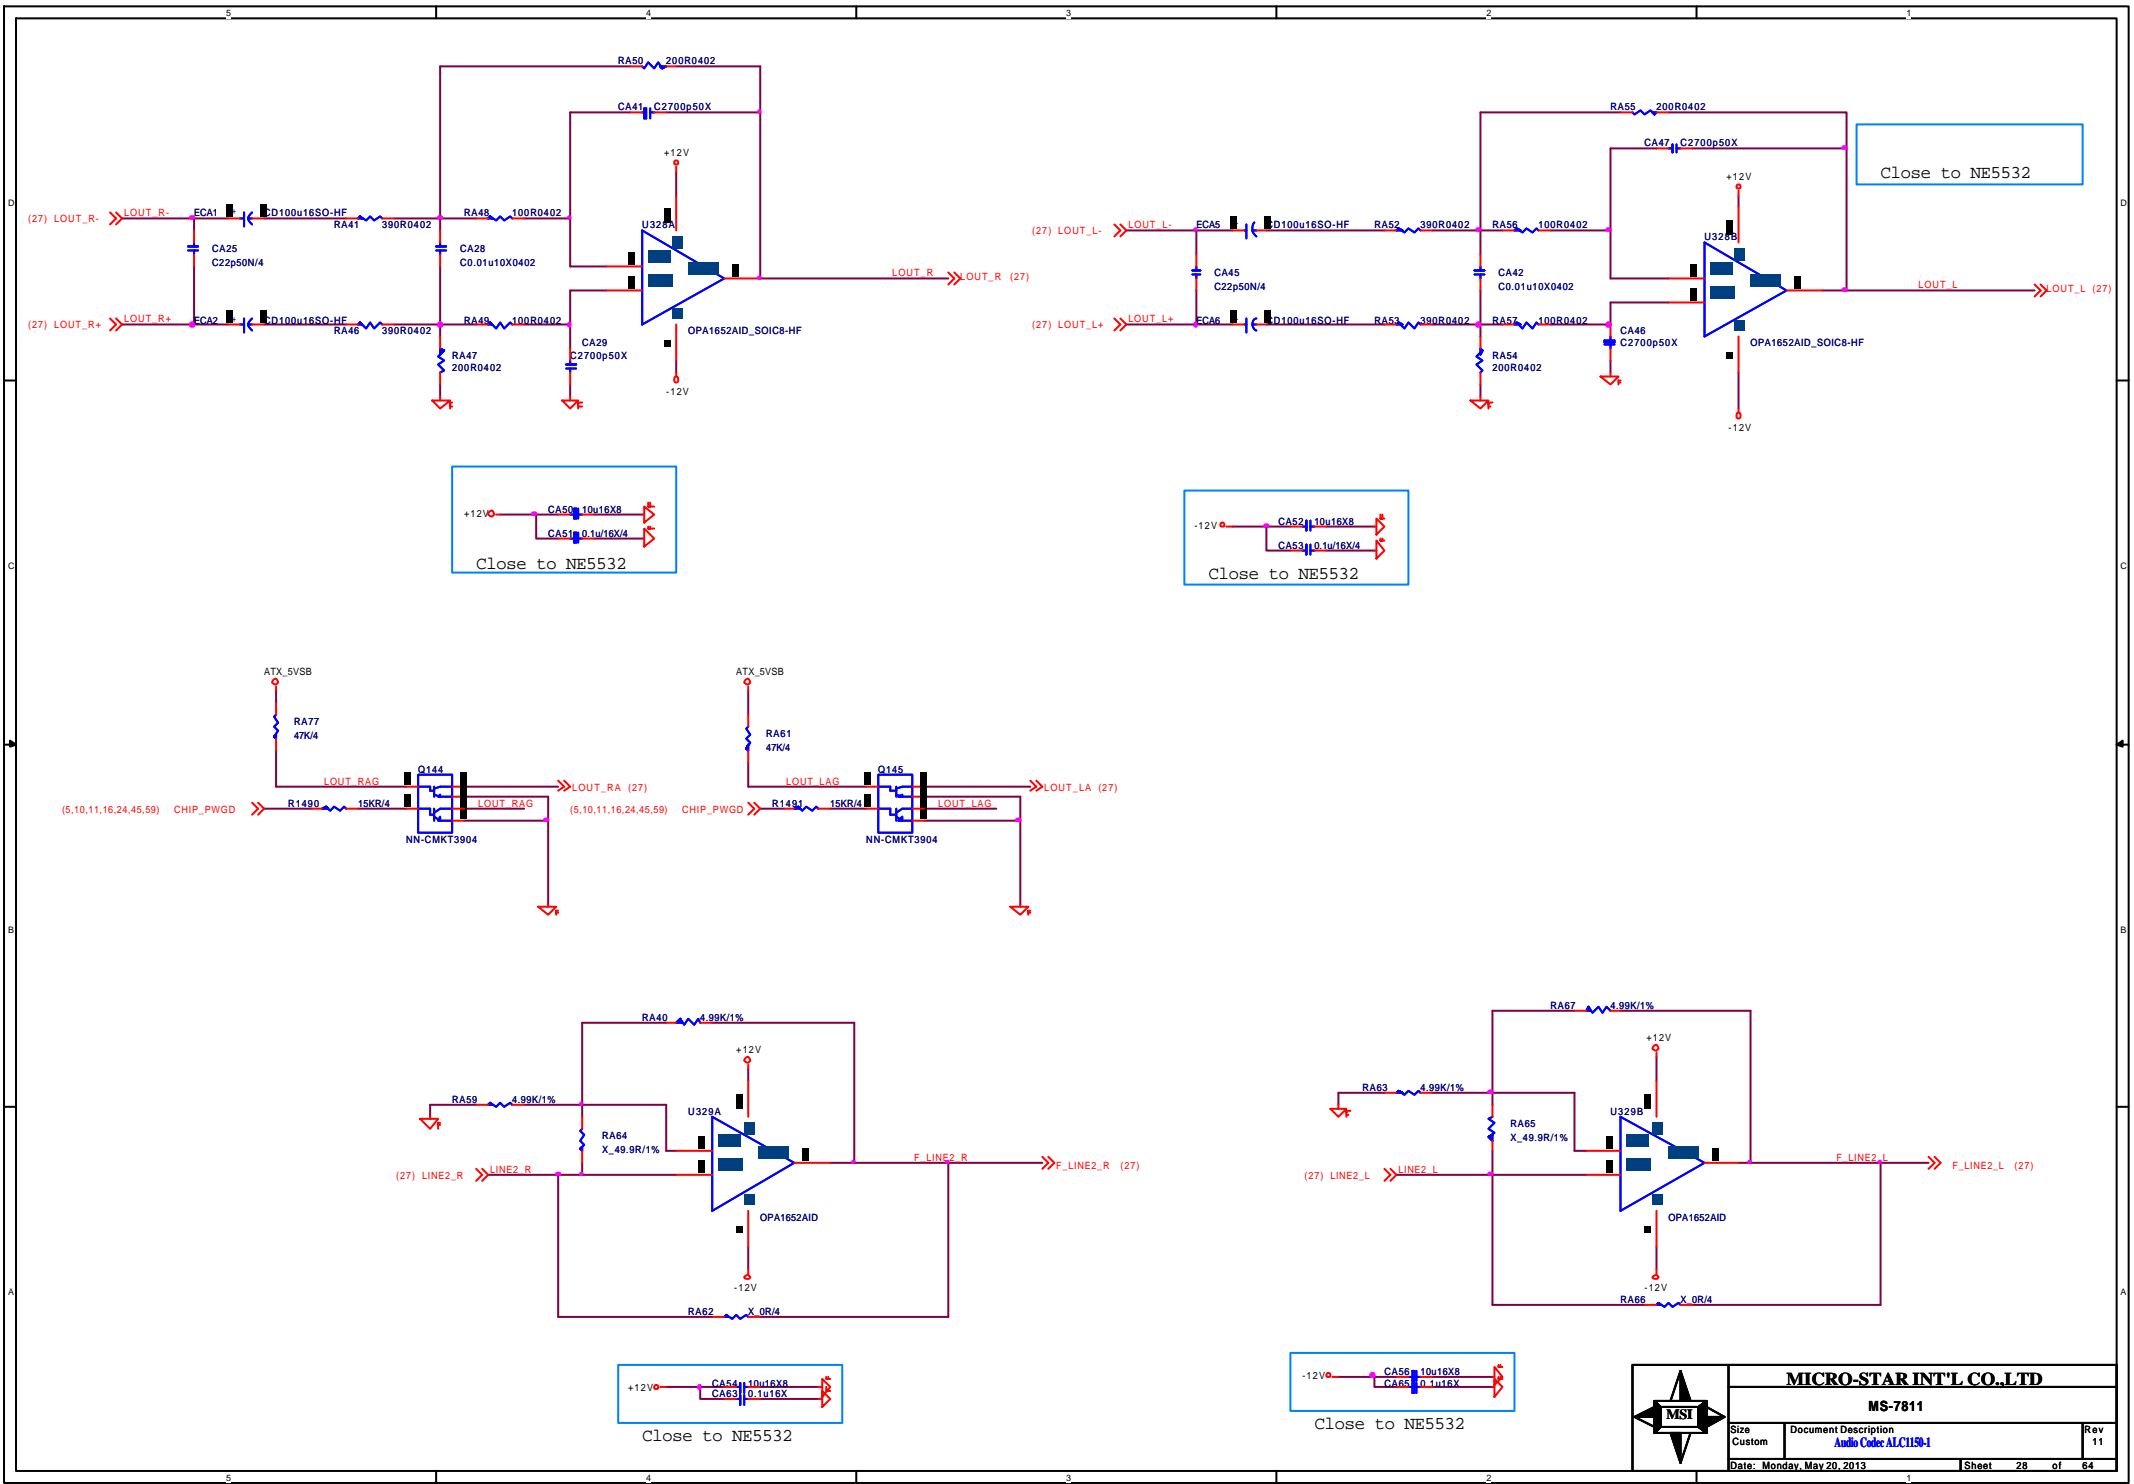 5
4
3
2
1
RA50
200R0402
CA41
C2700p50X
+12V
(27) LOUT_R-
LOUT_R-
ECA1
CD100u16SO-HF
RA41
390R0402
RA48
100R0402
U328A
CA25
C22p50N/4
CA28
C0.01u10X0402
LOUT_R
LOUT_R (27)
(27) LOUT_R+
LOUT_R+
ECA2
CD100u16SO-HF
RA46
390R0402
RA49
100R0402
OPA1652AID_SOIC8-HF
CA29
C2700p50X
RA47
200R0402
-12V
RA55
200R0402
CA47
C2700p50X
Close to NE5532
+12V
(27) LOUT_L-
LOUT_L-
ECA5
CD100u16SO-HF
RA52
390R0402
RA56
100R0402
U328B
CA45
C22p50N/4
CA42
C0.01u10X0402
LOUT_L
LOUT_L (27)
(27) LOUT_L+
LOUT_L+
ECA6
CD100u16SO-HF
RA53
390R0402
RA57
100R0402
CA46
C2700p50X
OPA1652AID_SOIC8-HF
RA54
200R0402
-12V
D
D
+12V
CA50
10u16X8
CA51
0.1u/16X/4
Close to NE5532
-12V
CA52
10u16X8
CA53
0.1u/16X/4
Close to NE5532
C
C
ATX_5VSB
RA77
47K/4
LOUT_RAG
Q144
LOUT_RA (27)
(5,10,11,16,24,45,59) CHIP_PWGD
R1490
15KR/4
LOUT_RAG
NN-CMKT3904
ATX_5VSB
RA61
47K/4
LOUT_LAG
Q145
LOUT_LA (27)
(5,10,11,16,24,45,59) CHIP_PWGD
R1491
15KR/4
LOUT_LAG
NN-CMKT3904
B
B
RA40
4.99K/1%
+12V
RA59
4.99K/1%
U329A
RA64
X_49.9R/1%
(27) LINE2_R
LINE2_R
F_LINE2_R
F_LINE2_R (27)
OPA1652AID
-12V
RA62
X_0R/4
RA67
4.99K/1%
+12V
RA63
4.99K/1%
U329B
RA65
X_49.9R/1%
(27) LINE2_L
LINE2_L
F_LINE2_L
F_LINE2_L (27)
OPA1652AID
-12V
RA66
X_0R/4
A
A
+12V
CA54
10u16X8
CA63
0.1u16X
Close to NE5532
-12V
CA56
10u16X8
CA65
0.1u16X
Close to NE5532
MSI
MICRO-STAR INT'L CO.,LTD
MS-7811
Size
Custom
Document Description
Audio Codec ALC1150-1
Rev
11
Date: Monday, May 20, 2013
Sheet 28 of 64
5
4
3
2
1